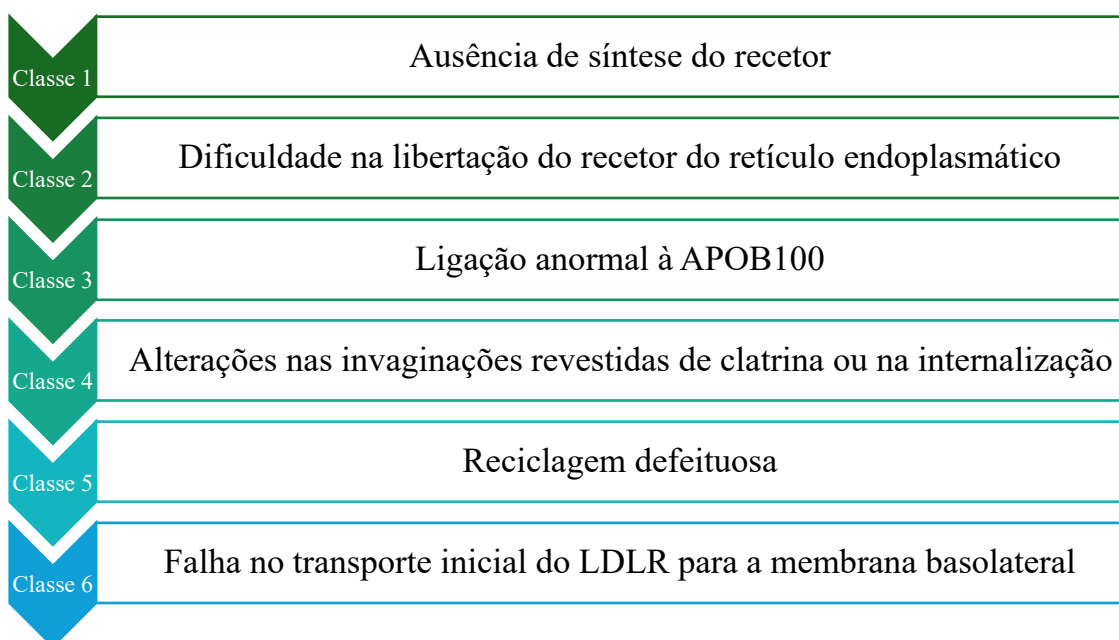 Classe 1
Ausência de síntese do recetor
Classe 2
Dificuldade na libertação do recetor do retículo endoplasmático
Classe 3
Ligação anormal à APOB100
Classe 4
Alterações nas invaginações revestidas de clatrina ou na internalização
Classe 5
Reciclagem defeituosa
Classe 6
Falha no transporte inicial do LDLR para a membrana basolateral